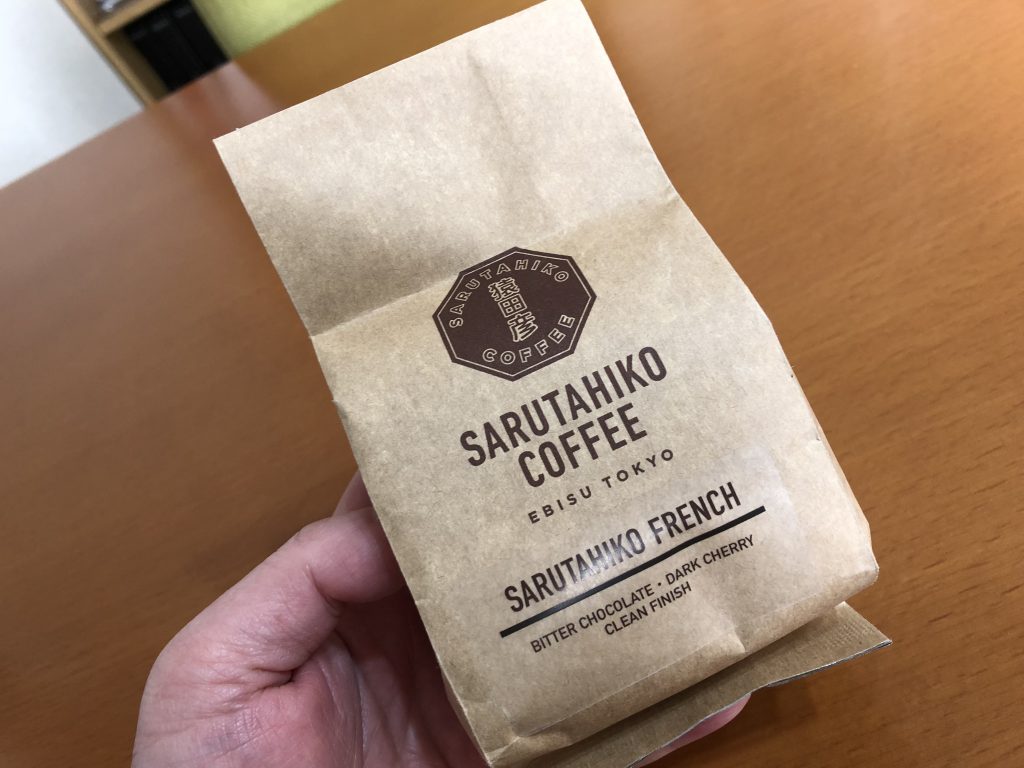 SARUTAHIKO
猿田彦
COFFEE
SARUTAHIKO
COFFEE
EBISU TOKYO
SARUTAHIKO FRENCH
BITTER CHOCOLATE・DARK CHERRY
CLEAN FINISH